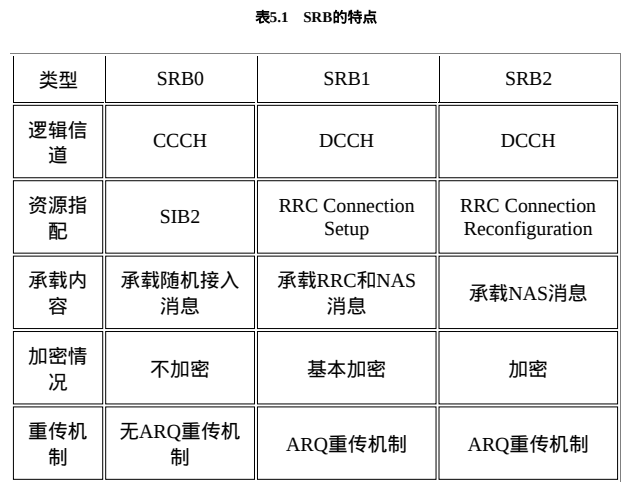 表5.1 SRB的特点
类型 SRB0 SRB1 SRB2
逻辑信道 CCCH DCCH DCCH
资源指配 SIB2 RRC Connection Setup RRC Connection Reconfiguration
承载内容 承载随机接入消息 承载RRC和NAS消息 承载NAS消息
加密情况 不加密 基本加密 加密
重传机制 无ARQ重传机制 ARQ重传机制 ARQ重传机制